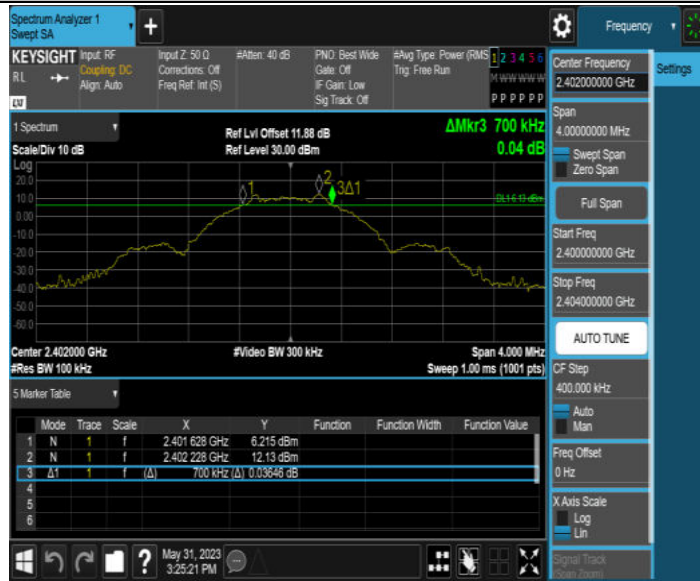 Spectrum Analyzer 1
Swept SA
+
Frequency
KEYSIGHT
RL
LXI
Input: RF
Coupling: DC
Align: Auto
Input Z: 50 Ω
Corrections: Off
Freq Ref: Int (S)
#Atten: 40 dB
PNO: Best Wide
Gate: Off
IF Gain: Low
Sig Track: Off
#Avg Type: Power (RMS
Trig: Free Run
1 2 3 4 5 6
M W W W W W
P P P P P P
1 Spectrum
Scale/Div 10 dB
Ref Lvl Offset 11.88 dB
Ref Level 30.00 dBm
ΔMkr3 700 kHz
0.04 dB
Log
20.0
10.0
0.00
-10.0
-20.0
-30.0
-40.0
-50.0
-60.0
1
2
3Δ1
DL1 6.13 dBm
Center 2.402000 GHz
#Res BW 100 kHz
#Video BW 300 kHz
Span 4.000 MHz
Sweep 1.00 ms (1001 pts)
5 Marker Table
Mode Trace Scale X Y Function Function Width Function Value
1 N 1 f 2.401 628 GHz 6.215 dBm
2 N 1 f 2.402 228 GHz 12.13 dBm
3 Δ1 1 f (Δ) 700 kHz (Δ) 0.03646 dB
4
5
6
?
May 31, 2023
3:25:21 PM
Center Frequency
2.402000000 GHz
Settings
Span
4.00000000 MHz
Swept Span
Zero Span
Full Span
Start Freq
2.400000000 GHz
Stop Freq
2.404000000 GHz
AUTO TUNE
CF Step
400.000 kHz
Auto
Man
Freq Offset
0 Hz
X Axis Scale
Log
Lin
Signal Track
(Span Zoom)